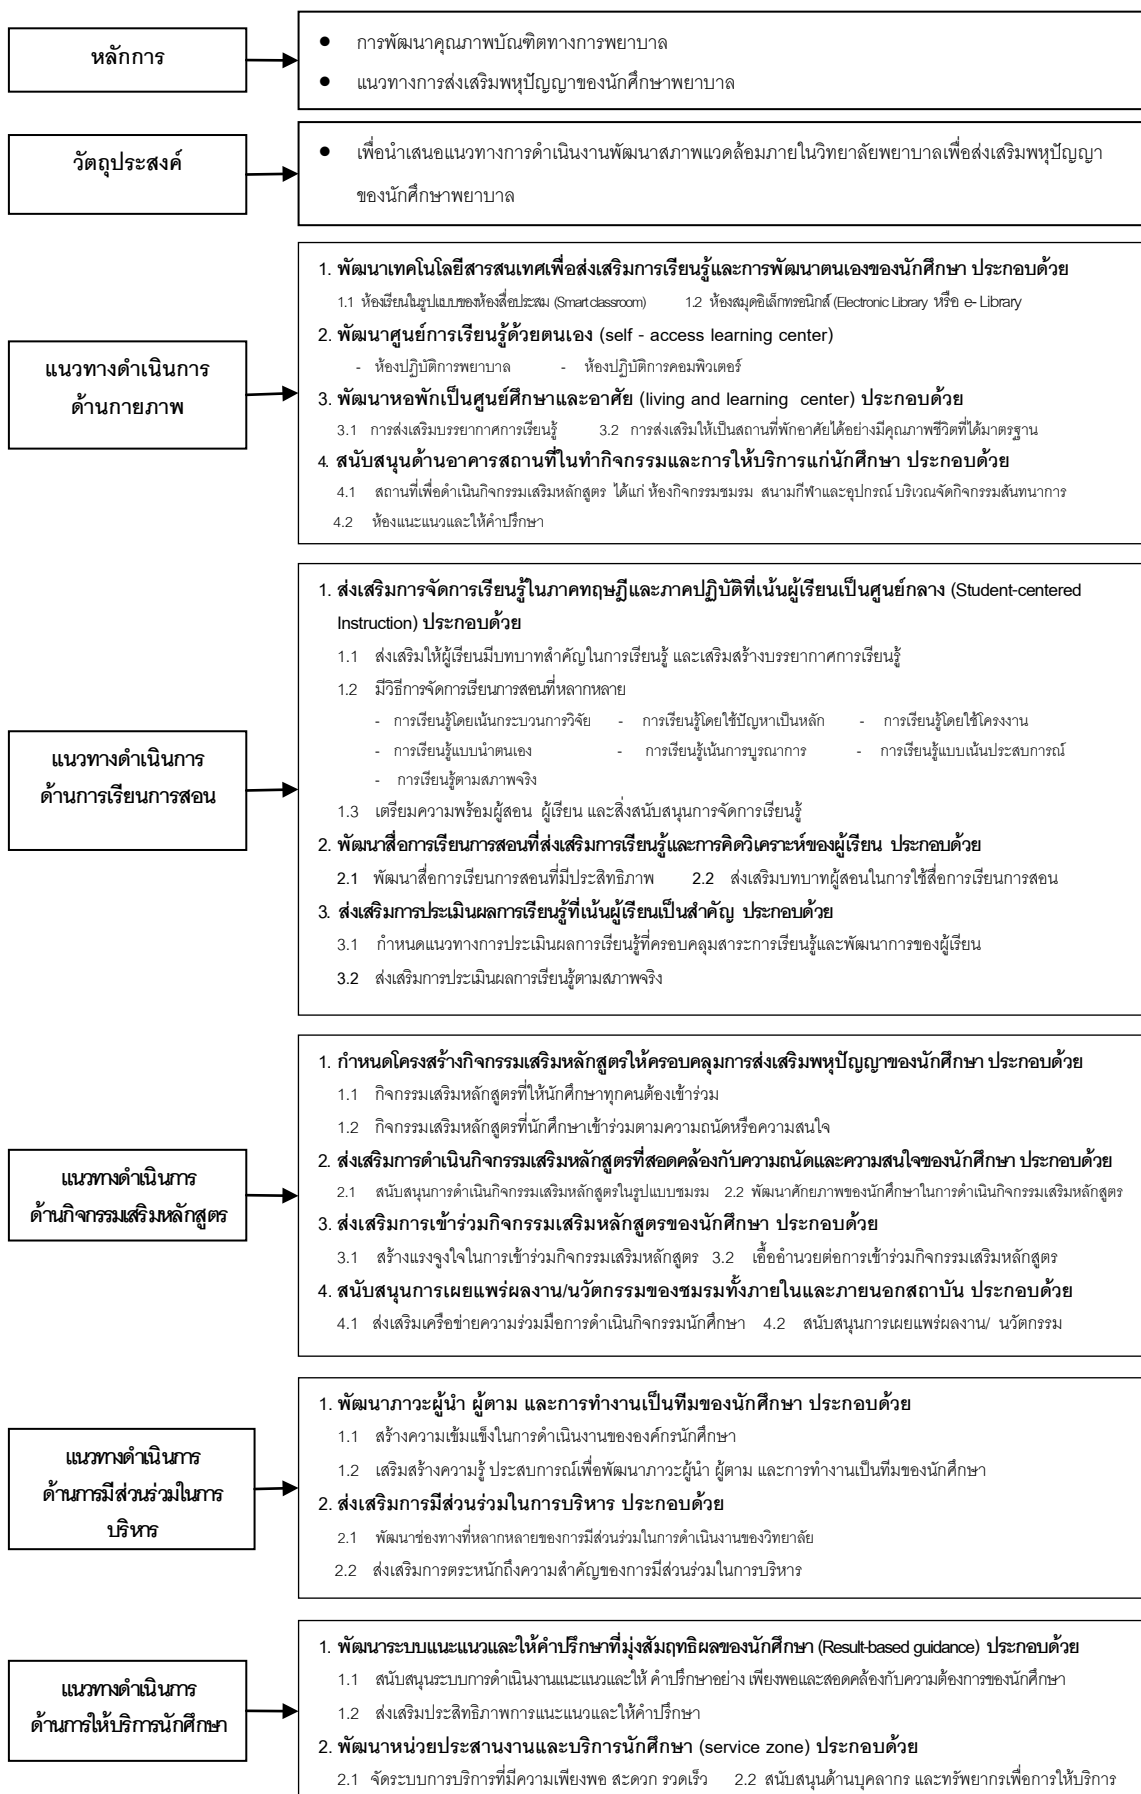 หลักการ
● การพัฒนาคุณภาพบัณฑิตทางการพยาบาล
● แนวทางการส่งเสริมพหุปัญญาของนักศึกษาพยาบาล
วัตถุประสงค์
● เพื่อนำเสนอแนวทางการดำเนินงานพัฒนาสภาพแวดล้อมภายในวิทยาลัยพยาบาลเพื่อส่งเสริมพหุปัญญา
ของนักศึกษาพยาบาล
แนวทางดำเนินการ
ด้านกายภาพ
1. พัฒนาเทคโนโลยีสารสนเทศเพื่อส่งเสริมการเรียนรู้และการพัฒนาตนเองของนักศึกษา ประกอบด้วย
1.1 ห้องเรียนในรูปแบบของห้องสื่อประสม (Smart classroom) 1.2 ห้องสมุดอิเล็กทรอนิกส์ (Electronic Library หรือ e- Library
2. พัฒนาศูนย์การเรียนรู้ด้วยตนเอง (self - access learning center)
- ห้องปฏิบัติการพยาบาล - ห้องปฏิบัติการคอมพิวเตอร์
3. พัฒนาหอพักเป็นศูนย์ศึกษาและอาศัย (living and learning center) ประกอบด้วย
3.1 การส่งเสริมบรรยากาศการเรียนรู้ 3.2 การส่งเสริมให้เป็นสถานที่พักอาศัยได้อย่างมีคุณภาพชีวิตที่ได้มาตรฐาน
4. สนับสนุนด้านอาคารสถานที่ในทำกิจกรรมและการให้บริการแก่นักศึกษา ประกอบด้วย
4.1 สถานที่เพื่อดำเนินกิจกรรมเสริมหลักสูตร ได้แก่ ห้องกิจกรรมชมรม สนามกีฬาและอุปกรณ์ บริเวณจัดกิจกรรมสันทนาการ
4.2 ห้องแนะแนวและให้คำปรึกษา
แนวทางดำเนินการ
ด้านการเรียนการสอน
1. ส่งเสริมการจัดการเรียนรู้ในภาคทฤษฎีและภาคปฏิบัติที่เน้นผู้เรียนเป็นศูนย์กลาง (Student-centered
Instruction) ประกอบด้วย
1.1 ส่งเสริมให้ผู้เรียนมีบทบาทสำคัญในการเรียนรู้ และเสริมสร้างบรรยากาศการเรียนรู้
1.2 มีวิธีการจัดการเรียนการสอนที่หลากหลาย
- การเรียนรู้โดยเน้นกระบวนการวิจัย - การเรียนรู้โดยใช้ปัญหาเป็นหลัก - การเรียนรู้โดยใช้โครงงาน
- การเรียนรู้แบบนำตนเอง - การเรียนรู้เน้นการบูรณาการ - การเรียนรู้แบบเน้นประสบการณ์
- การเรียนรู้ตามสภาพจริง
1.3 เตรียมความพร้อมผู้สอน ผู้เรียน และสิ่งสนับสนุนการจัดการเรียนรู้
2. พัฒนาสื่อการเรียนการสอนที่ส่งเสริมการเรียนรู้และการคิดวิเคราะห์ของผู้เรียน ประกอบด้วย
2.1 พัฒนาสื่อการเรียนการสอนที่มีประสิทธิภาพ 2.2 ส่งเสริมบทบาทผู้สอนในการใช้สื่อการเรียนการสอน
3. ส่งเสริมการประเมินผลการเรียนรู้ที่เน้นผู้เรียนเป็นสำคัญ ประกอบด้วย
3.1 กำหนดแนวทางการประเมินผลการเรียนรู้ที่ครอบคลุมสาระการเรียนรู้และพัฒนาการของผู้เรียน
3.2 ส่งเสริมการประเมินผลการเรียนรู้ตามสภาพจริง
แนวทางดำเนินการ
ด้านกิจกรรมเสริมหลักสูตร
1. กำหนดโครงสร้างกิจกรรมเสริมหลักสูตรให้ครอบคลุมการส่งเสริมพหุปัญญาของนักศึกษา ประกอบด้วย
1.1 กิจกรรมเสริมหลักสูตรที่ให้นักศึกษาทุกคนต้องเข้าร่วม
1.2 กิจกรรมเสริมหลักสูตรที่นักศึกษาเข้าร่วมตามความถนัดหรือความสนใจ
2. ส่งเสริมการดำเนินกิจกรรมเสริมหลักสูตรที่สอดคล้องกับความถนัดและความสนใจของนักศึกษา ประกอบด้วย
2.1 สนับสนุนการดำเนินกิจกรรมเสริมหลักสูตรในรูปแบบชมรม 2.2 พัฒนาศักยภาพของนักศึกษาในการดำเนินกิจกรรมเสริมหลักสูตร
3. ส่งเสริมการเข้าร่วมกิจกรรมเสริมหลักสูตรของนักศึกษา ประกอบด้วย
3.1 สร้างแรงจูงใจในการเข้าร่วมกิจกรรมเสริมหลักสูตร 3.2 เอื้ออำนวยต่อการเข้าร่วมกิจกรรมเสริมหลักสูตร
4. สนับสนุนการเผยแพร่ผลงาน/นวัตกรรมของชมรมทั้งภายในและภายนอกสถาบัน ประกอบด้วย
4.1 ส่งเสริมเครือข่ายความร่วมมือการดำเนินกิจกรรมนักศึกษา 4.2 สนับสนุนการเผยแพร่ผลงาน/ นวัตกรรม
แนวทางดำเนินการ
ด้านการมีส่วนร่วมในการ
บริหาร
1. พัฒนาภาวะผู้นำ ผู้ตาม และการทำงานเป็นทีมของนักศึกษา ประกอบด้วย
1.1 สร้างความเข้มแข็งในการดำเนินงานขององค์กรนักศึกษา
1.2 เสริมสร้างความรู้ ประสบการณ์เพื่อพัฒนาภาวะผู้นำ ผู้ตาม และการทำงานเป็นทีมของนักศึกษา
2. ส่งเสริมการมีส่วนร่วมในการบริหาร ประกอบด้วย
2.1 พัฒนาช่องทางที่หลากหลายของการมีส่วนร่วมในการดำเนินงานของวิทยาลัย
2.2 ส่งเสริมการตระหนักถึงความสำคัญของการมีส่วนร่วมในการบริหาร
แนวทางดำเนินการ
ด้านการให้บริการนักศึกษา
1. พัฒนาระบบแนะแนวและให้คำปรึกษาที่มุ่งสัมฤทธิผลของนักศึกษา (Result-based guidance) ประกอบด้วย
1.1 สนับสนุนระบบการดำเนินงานแนะแนวและให้ คำปรึกษาอย่าง เพียงพอและสอดคล้องกับความต้องการของนักศึกษา
1.2 ส่งเสริมประสิทธิภาพการแนะแนวและให้คำปรึกษา
2. พัฒนาหน่วยประสานงานและบริการนักศึกษา (service zone) ประกอบด้วย
2.1 จัดระบบการบริการที่มีความเพียงพอ สะดวก รวดเร็ว 2.2 สนับสนุนด้านบุคลากร และทรัพยากรเพื่อการให้บริการ